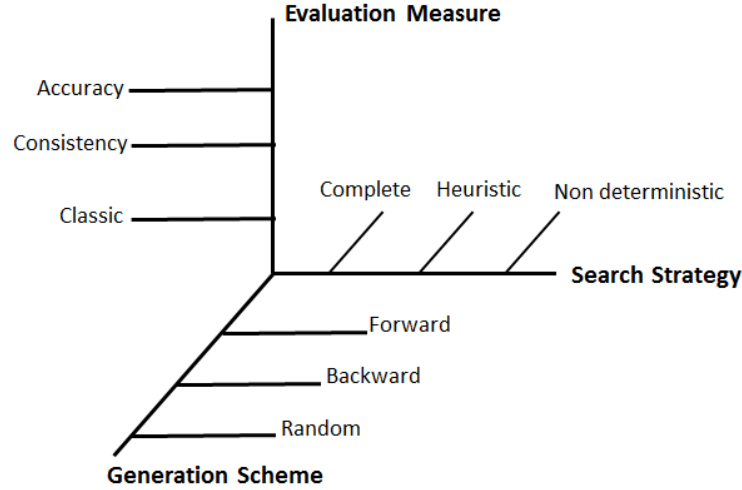 Evaluation Measure
Accuracy
Consistency
Classic
Complete
Heuristic
Non deterministic
Search Strategy
Forward
Backward
Random
Generation Scheme